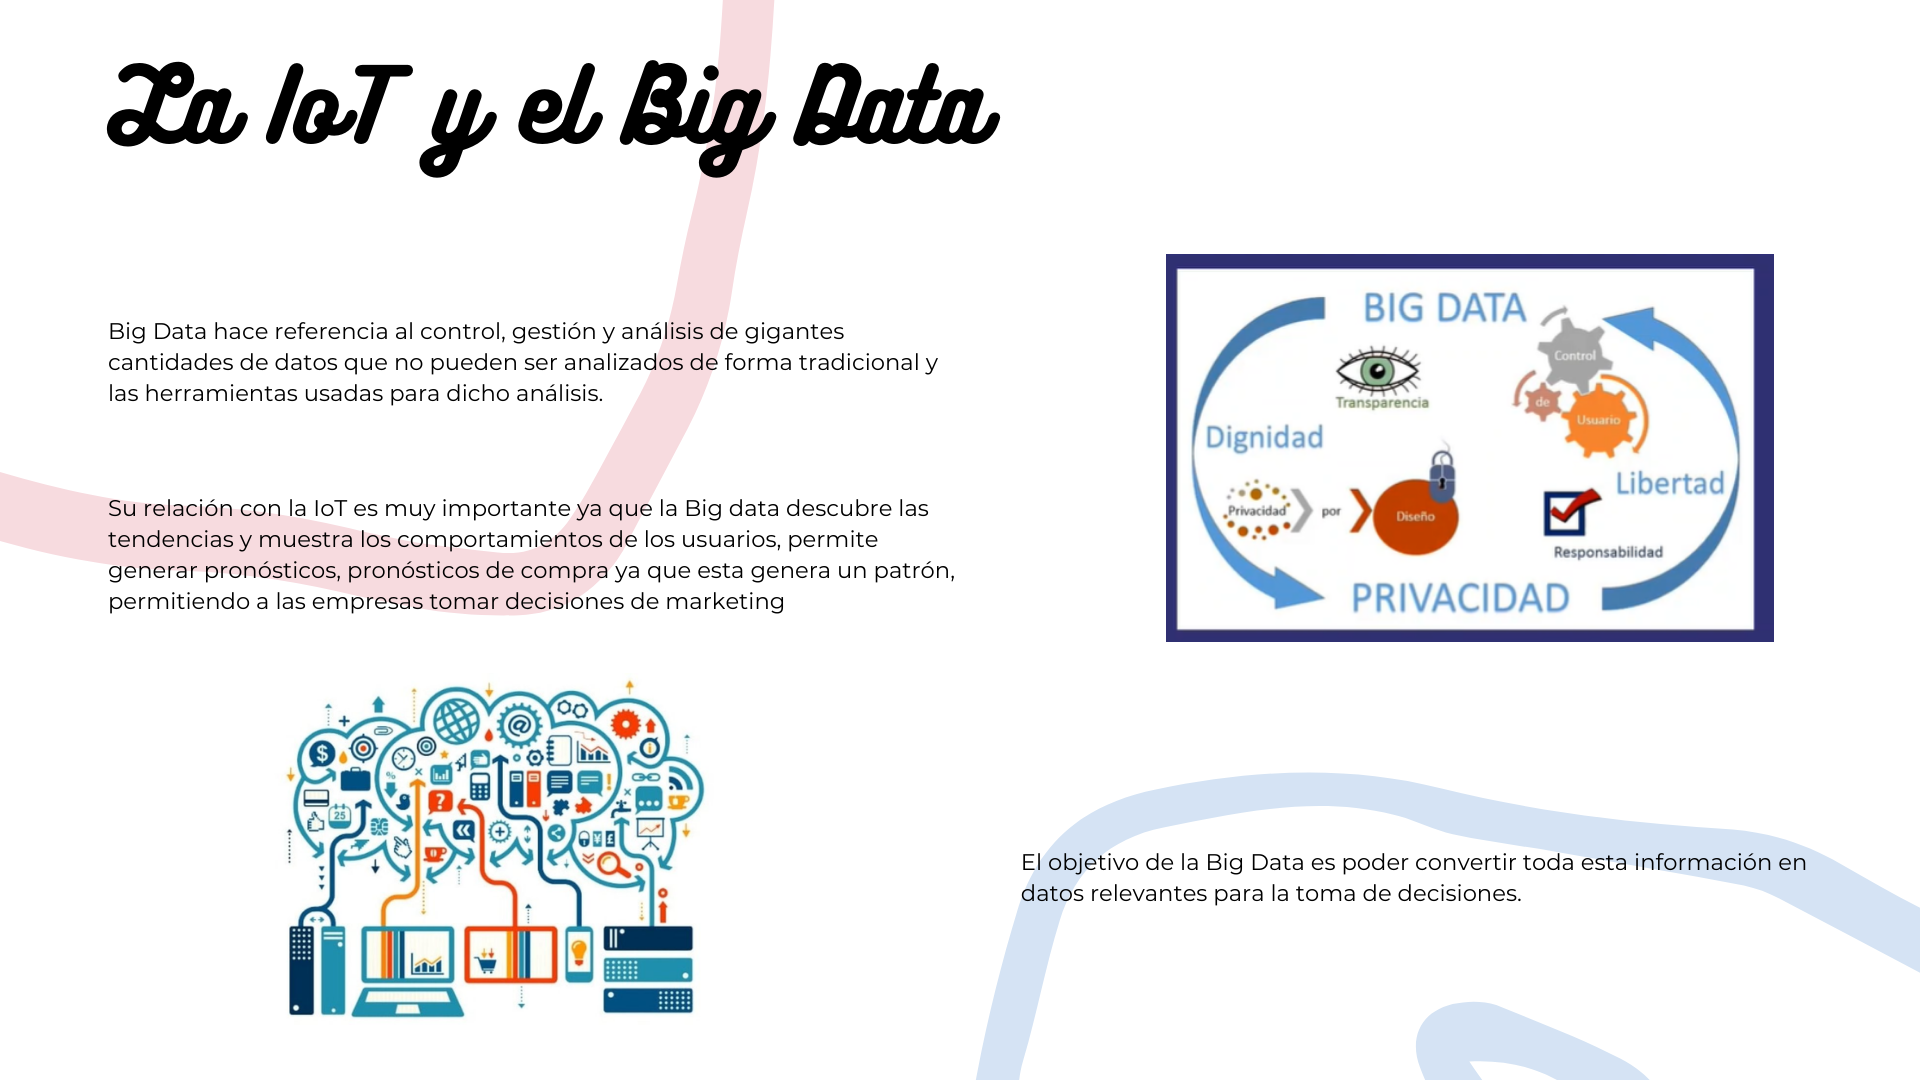 La IoT y el Big Data
Big Data hace referencia al control, gestión y análisis de gigantes
cantidades de datos que no pueden ser analizados de forma tradicional y
las herramientas usadas para dicho análisis.
Su relación con la IoT es muy importante ya que la Big data descubre las
tendencias y muestra los comportamientos de los usuarios, permite
generar pronósticos, pronósticos de compra ya que esta genera un patrón,
permitiendo a las empresas tomar decisiones de marketing
BIG DATA
Control
de
Usuario
Transparencia
Dignidad
Libertad
Privacidad
por
Diseño
Responsabilidad
PRIVACIDAD
$
@
25
?
El objetivo de la Big Data es poder convertir toda esta información en
datos relevantes para la toma de decisiones.